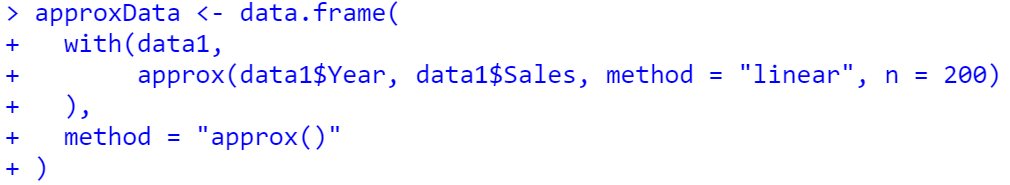 > approxData <- data.frame(
+   with(data1,
+        approx(data1$Year, data1$Sales, method = "linear", n = 200)
+   ),
+   method = "approx()"
+ )